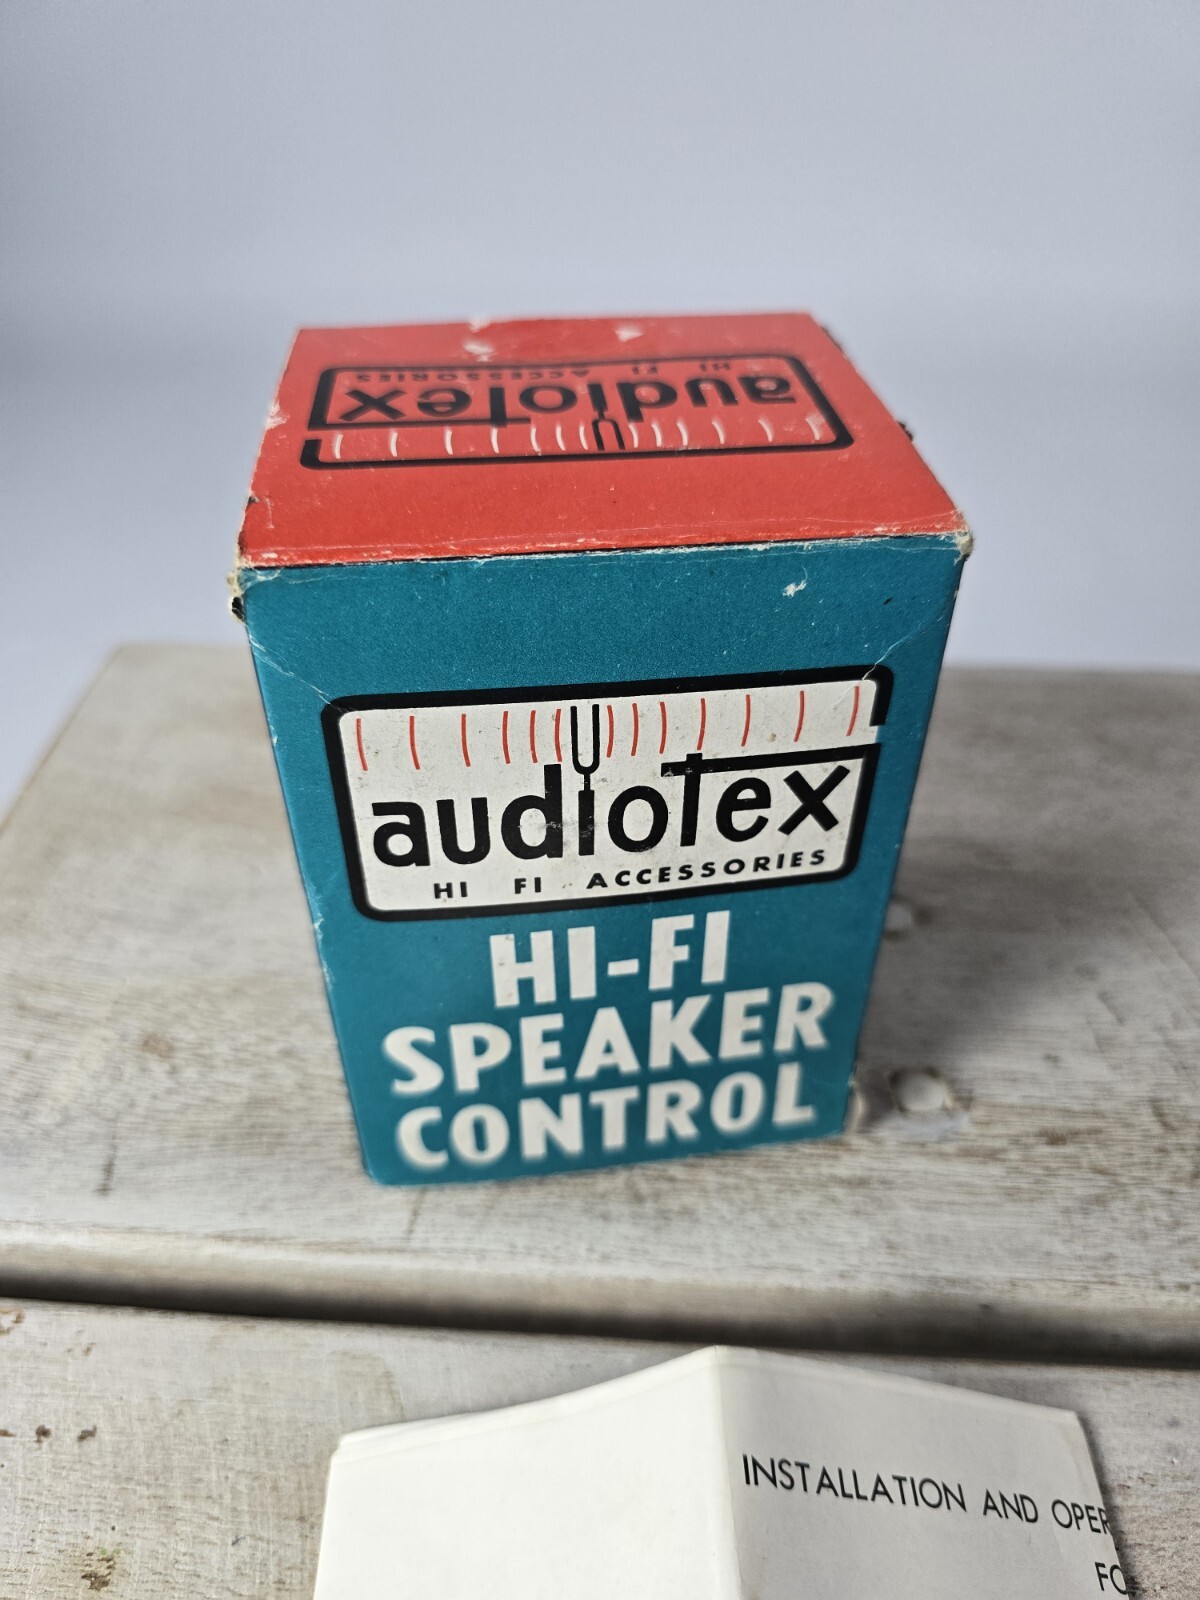 audiotex
HI FI ACCESSORIES
audiotex
HI FI ACCESSORIES
HI-FI
SPEAKER
CONTROL
INSTALLATION AND OPER
FO